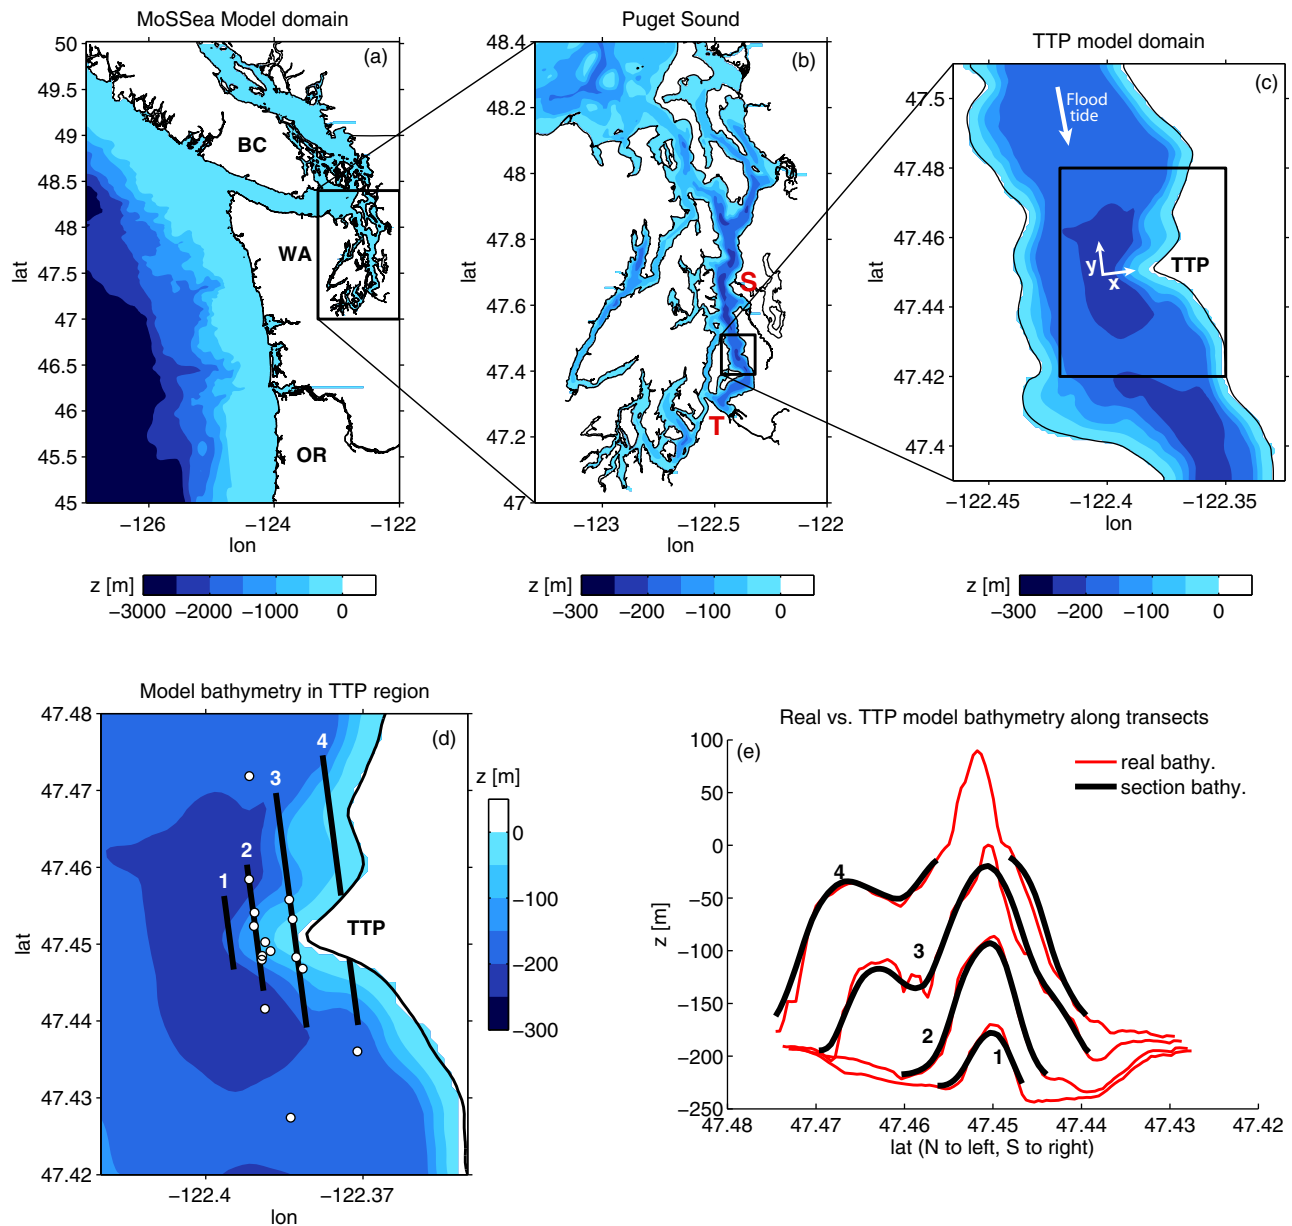 MoSSea Model domain
(a)
50
49.5
49
48.5
48
47.5
47
46.5
46
45.5
45
lat
BC
WA
OR
−126
−124
−122
lon
z [m]
−3000
−2000
−1000
0
Puget Sound
(b)
48.4
48.2
48
47.8
47.6
47.4
47.2
47
lat
S
T
−123
−122.5
−122
lon
z [m]
−300
−200
−100
0
TTP model domain
(c)
47.5
47.48
47.46
47.44
47.42
47.4
lat
Flood
tide
y
x
TTP
−122.45
−122.4
−122.35
lon
z [m]
−300
−200
−100
0
Model bathymetry in TTP region
(d)
47.48
47.47
47.46
47.45
47.44
47.43
47.42
lat
1
2
3
4
TTP
−122.4
−122.37
lon
z [m]
0
−100
−200
−300
Real vs. TTP model bathymetry along transects
(e)
real bathy.
section bathy.
100
50
0
−50
−100
−150
−200
−250
z [m]
4
3
2
1
47.48
47.47
47.46
47.45
47.44
47.43
47.42
lat (N to left, S to right)